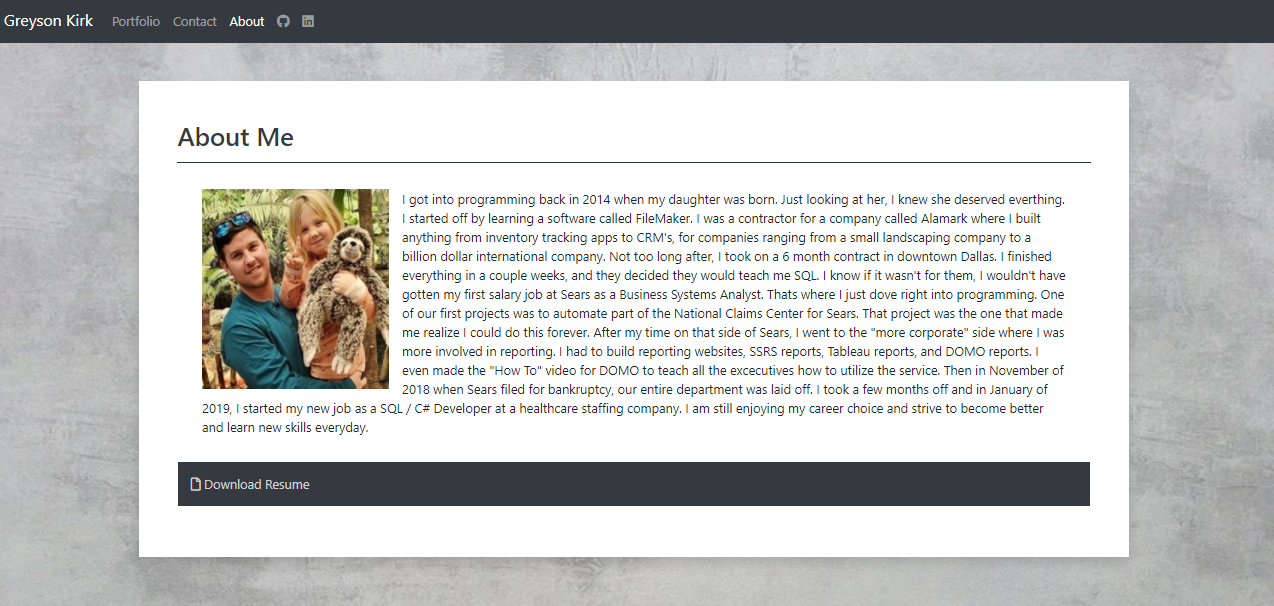 Greyson Kirk Portfolio Contact About
About Me
I got into programming back in 2014 when my daughter was born. Just looking at her, I knew she deserved everthing.
I started off by learning a software called FileMaker. I was a contractor for a company called Alamark where I built
anything from inventory tracking apps to CRM's, for companies ranging from a small landscaping company to a
billion dollar international company. Not too long after, I took on a 6 month contract in downtown Dallas. I finished
everything in a couple weeks, and they decided they would teach me SQL. I know if it wasn't for them, I wouldn't have
gotten my first salary job at Sears as a Business Systems Analyst. Thats where I just dove right into programming. One
of our first projects was to automate part of the National Claims Center for Sears. That project was the one that made
me realize I could do this forever. After my time on that side of Sears, I went to the "more corporate" side where I was
more involved in reporting. I had to build reporting websites, SSRS reports, Tableau reports, and DOMO reports. I
even made the "How To" video for DOMO to teach all the excecutives how to utilize the service. Then in November of
2018 when Sears filed for bankruptcy, our entire department was laid off. I took a few months off and in January of
2019, I started my new job as a SQL / C# Developer at a healthcare staffing company. I am still enjoying my career choice and strive to become better
and learn new skills everyday.
Download Resume